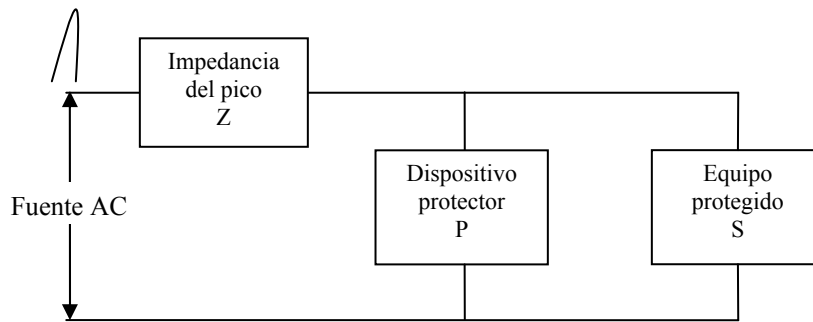 Impedancia
del pico
Z
Fuente AC
Dispositivo
protector
P
Equipo
protegido
S